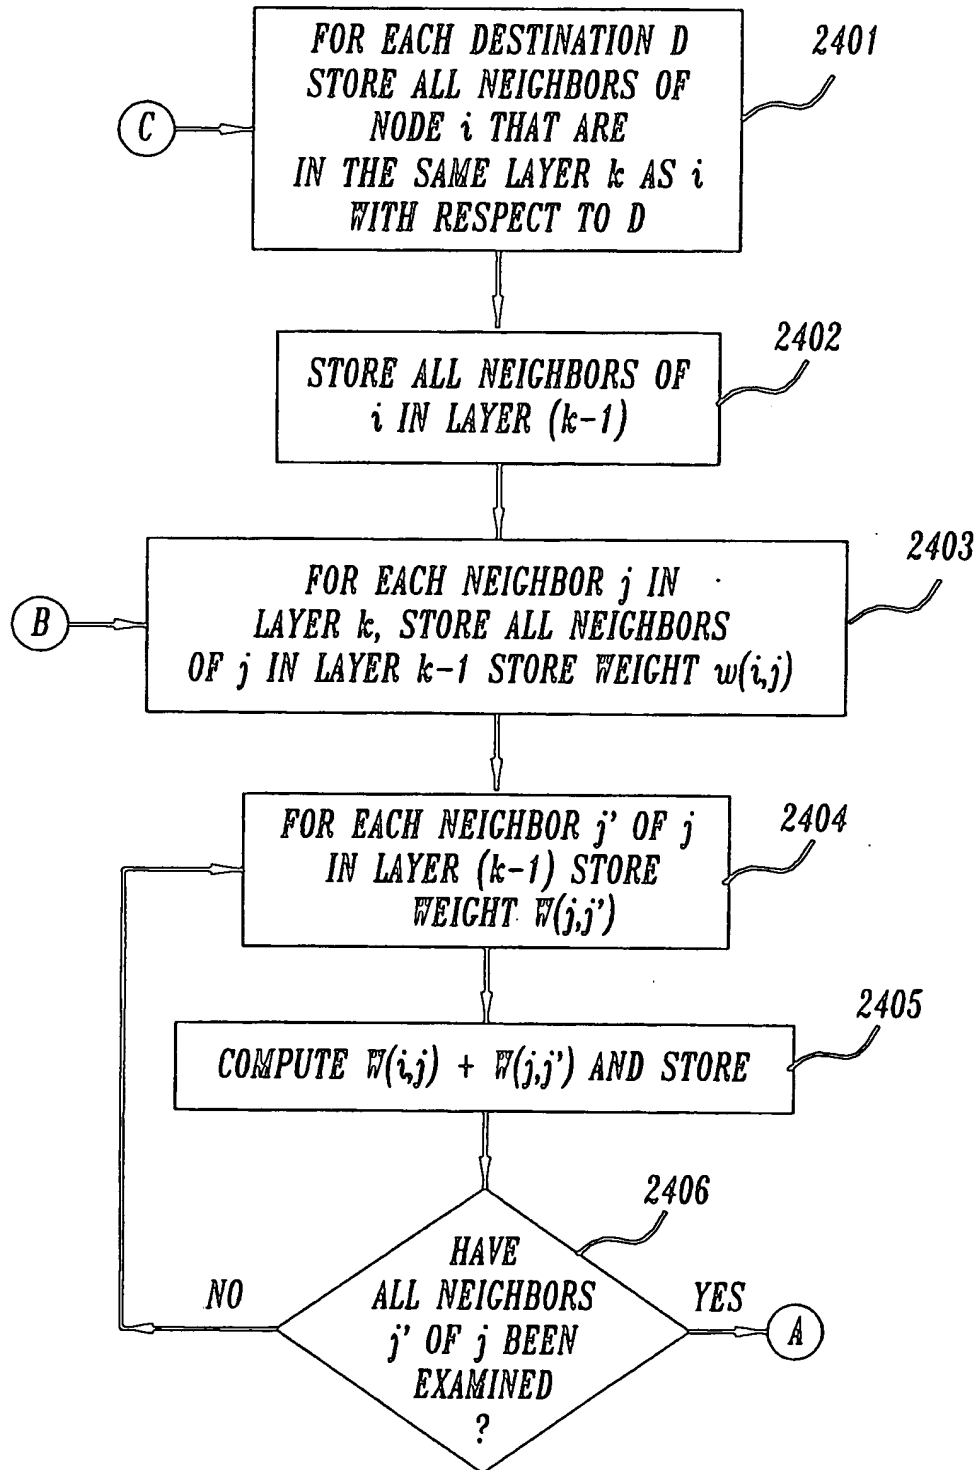 FOR EACH DESTINATION D
STORE ALL NEIGHBORS OF
NODE i THAT ARE
IN THE SAME LAYER k AS i
WITH RESPECT TO D
2401
C
2402
STORE ALL NEIGHBORS OF
i IN LAYER (k-1)
2403
FOR EACH NEIGHBOR j IN
LAYER k, STORE ALL NEIGHBORS
OF j IN LAYER k-1 STORE WEIGHT w(i,j)
B
FOR EACH NEIGHBOR j' OF j
IN LAYER (k-1) STORE
WEIGHT W(j,j')
2404
2405
COMPUTE W(i,j) + W(j,j') AND STORE
2406
HAVE
ALL NEIGHBORS
j' OF j BEEN
EXAMINED
?
NO
YES
A